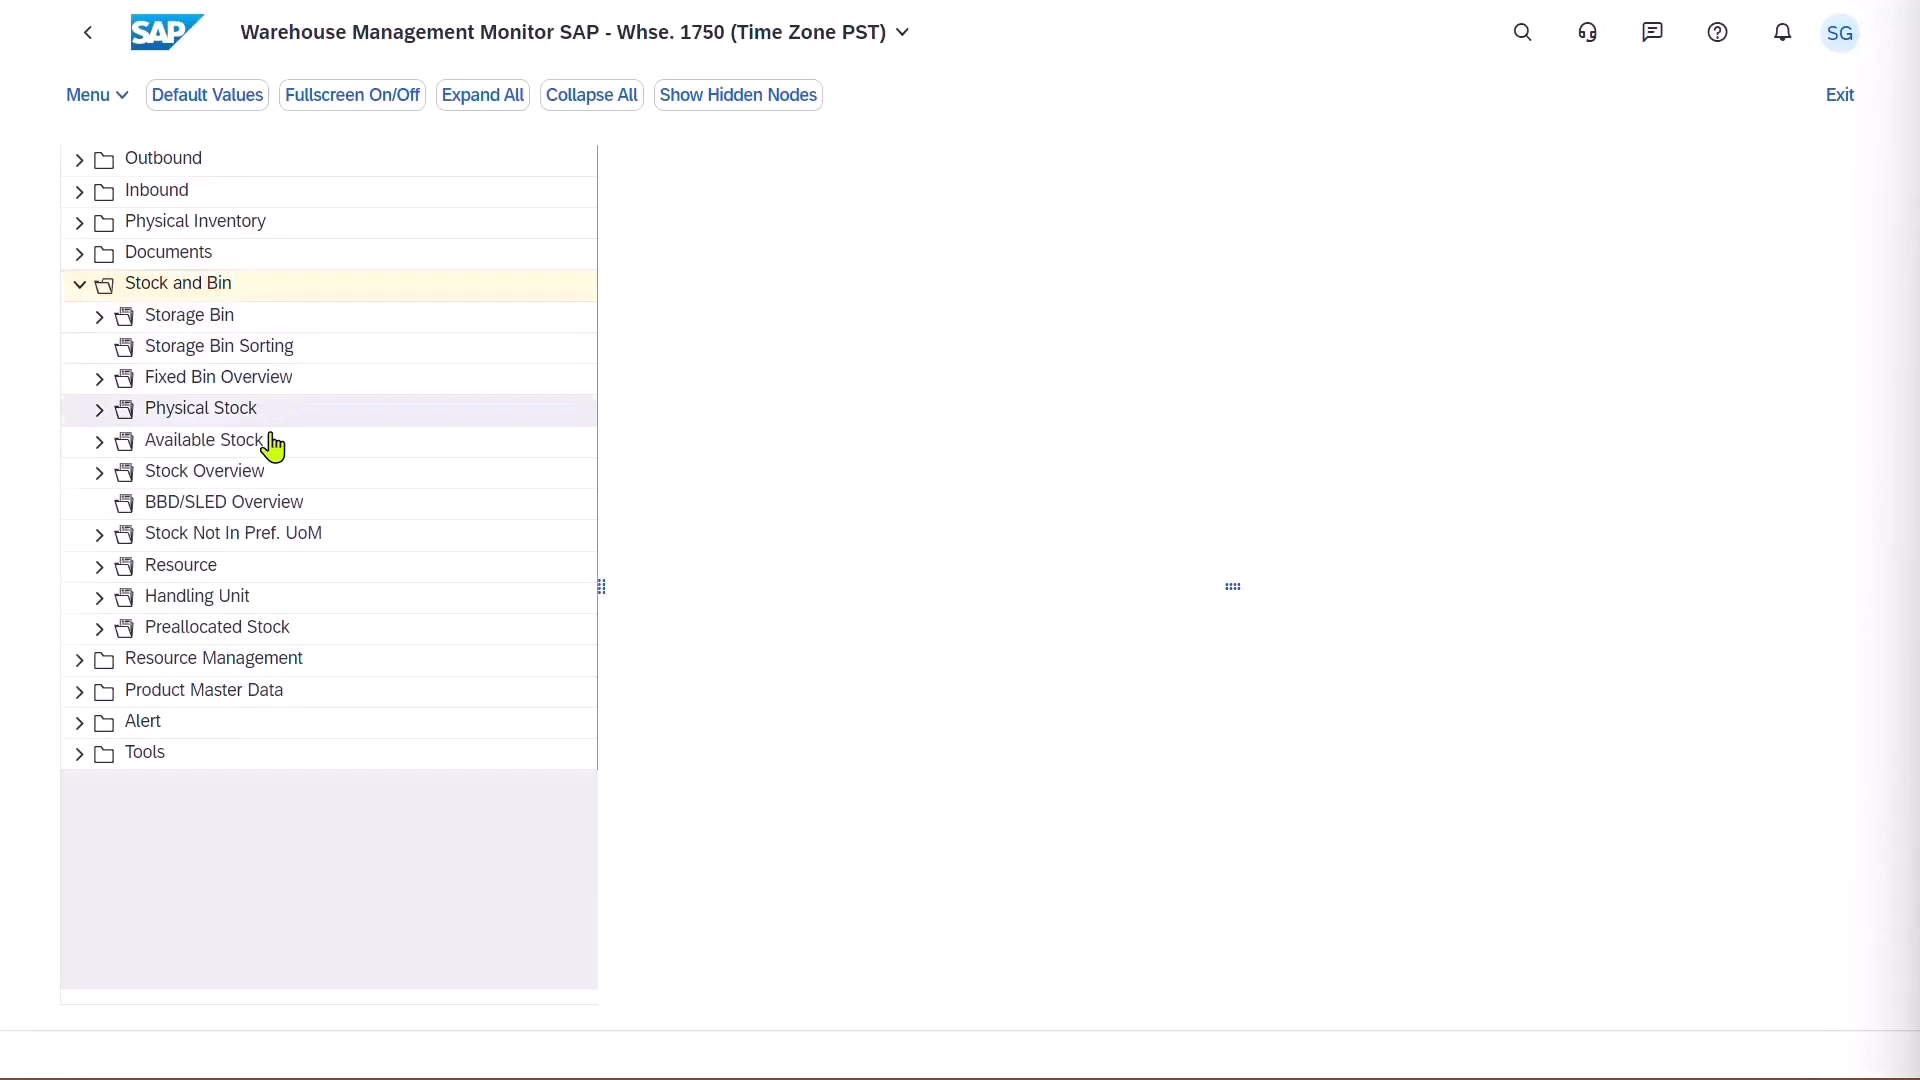 SAP Warehouse Management Monitor SAP - Whse. 1750 (Time Zone PST) SG
Menu Default Values Fullscreen On/Off Expand All Collapse All Show Hidden Nodes Exit
Outbound
Inbound
Physical Inventory
Documents
Stock and Bin
Storage Bin
Storage Bin Sorting
Fixed Bin Overview
Physical Stock
Available Stock
Stock Overview
BBD/SLED Overview
Stock Not In Pref. UoM
Resource
Handling Unit
Preallocated Stock
Resource Management
Product Master Data
Alert
Tools